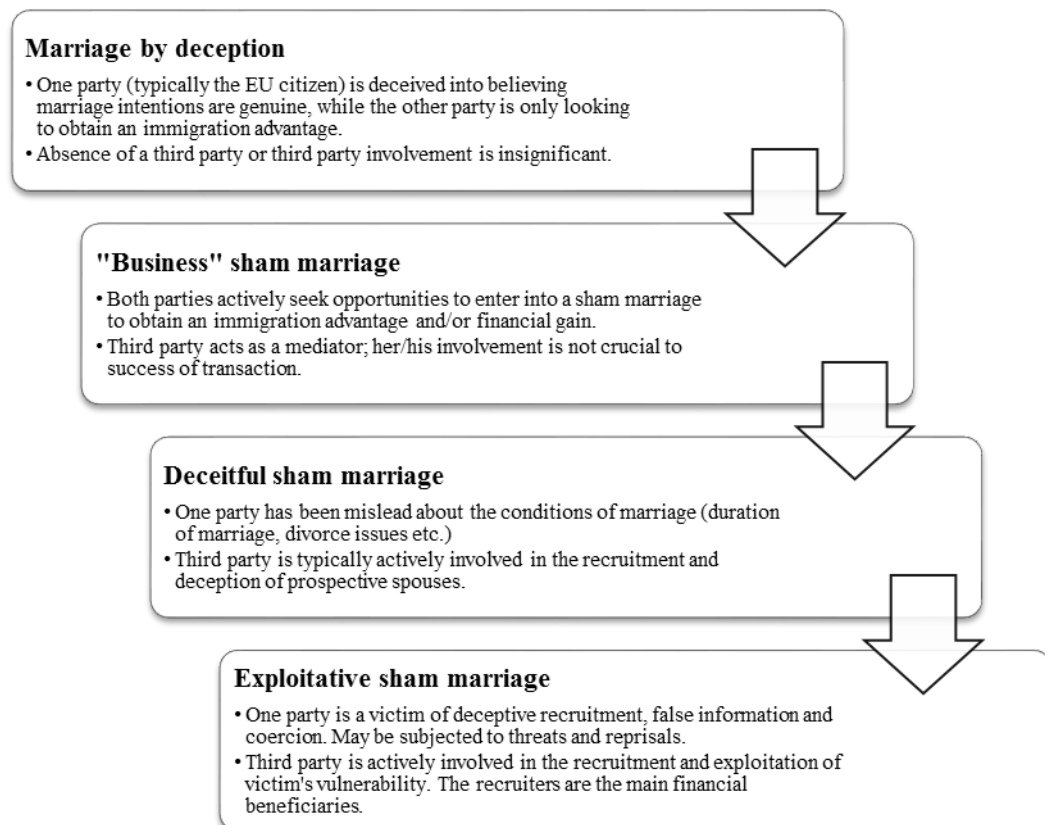 Marriage by deception
• One party (typically the EU citizen) is deceived into believing
marriage intentions are genuine, while the other party is only looking
to obtain an immigration advantage.
• Absence of a third party or third party involvement is insignificant.
"Business" sham marriage
• Both parties actively seek opportunities to enter into a sham marriage
to obtain an immigration advantage and/or financial gain.
• Third party acts as a mediator; her/his involvement is not crucial to
success of transaction.
Deceitful sham marriage
• One party has been mislead about the conditions of marriage (duration
of marriage, divorce issues etc.)
• Third party is typically actively involved in the recruitment and
deception of prospective spouses.
Exploitative sham marriage
• One party is a victim of deceptive recruitment, false information and
coercion. May be subjected to threats and reprisals.
• Third party is actively involved in the recruitment and exploitation of
victim's vulnerability. The recruiters are the main financial
beneficiaries.